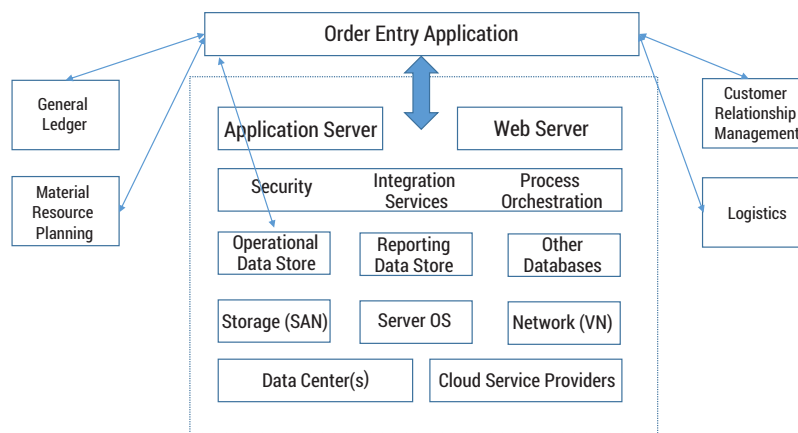 Order Entry Application
General
Ledger
Material
Resource
Planning
Customer
Relationship
Management
Logistics
Application Server
Web Server
Security
Integration
Services
Process
Orchestration
Operational
Data Store
Reporting
Data Store
Other
Databases
Storage (SAN)
Server OS
Network (VN)
Data Center(s)
Cloud Service Providers